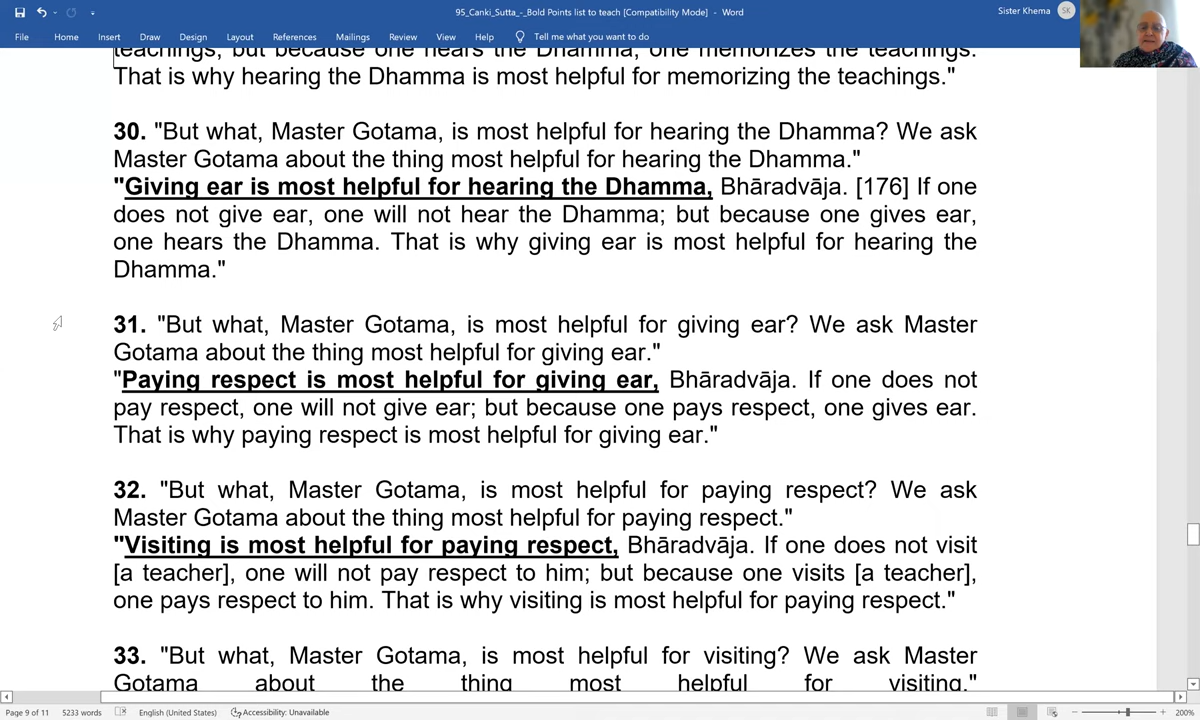 95_Canki_Sutta_-_Bold Points list to teach [Compatibility Mode] - Word
Sister Khema
SK
File Home Insert Draw Design Layout References Mailings Review View Help Tell me what you want to do
teachings, but because one hears the Dhamma, one memorizes the teachings.
That is why hearing the Dhamma is most helpful for memorizing the teachings."
30. "But what, Master Gotama, is most helpful for hearing the Dhamma? We ask
Master Gotama about the thing most helpful for hearing the Dhamma."
"Giving ear is most helpful for hearing the Dhamma, Bhāradvāja. [176] If one
does not give ear, one will not hear the Dhamma; but because one gives ear,
one hears the Dhamma. That is why giving ear is most helpful for hearing the
Dhamma."
31. "But what, Master Gotama, is most helpful for giving ear? We ask Master
Gotama about the thing most helpful for giving ear."
"Paying respect is most helpful for giving ear, Bhāradvāja. If one does not
pay respect, one will not give ear; but because one pays respect, one gives ear.
That is why paying respect is most helpful for giving ear."
32. "But what, Master Gotama, is most helpful for paying respect? We ask
Master Gotama about the thing most helpful for paying respect."
"Visiting is most helpful for paying respect, Bhāradvāja. If one does not visit
[a teacher], one will not pay respect to him; but because one visits [a teacher],
one pays respect to him. That is why visiting is most helpful for paying respect."
33. "But what, Master Gotama, is most helpful for visiting? We ask Master
Gotama about the thing most helpful for visiting."
Page 9 of 11 5233 words English (United States) Accessibility: Unavailable 200%